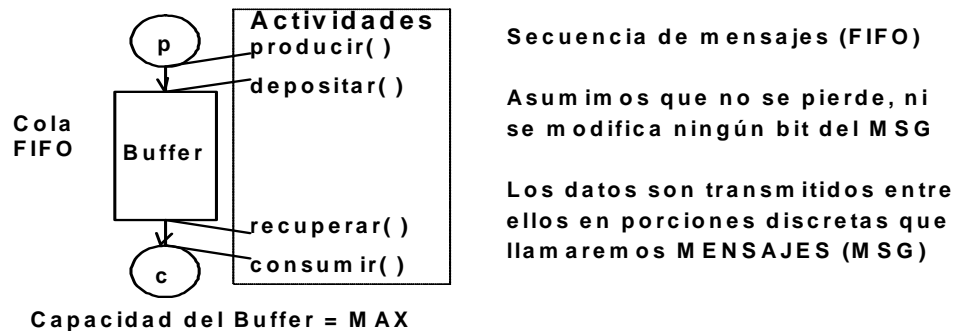 Actividades
p
producir()
depositar()
Cola
FIFO
Buffer
recuperar()
consumir()
c
Capacidad del Buffer = MAX
Secuencia de mensajes (FIFO)
Asumimos que no se pierde, ni
se modifica ningún bit del MSG
Los datos son transmitidos entre
ellos en porciones discretas que
llamaremos MENSAJES (MSG)